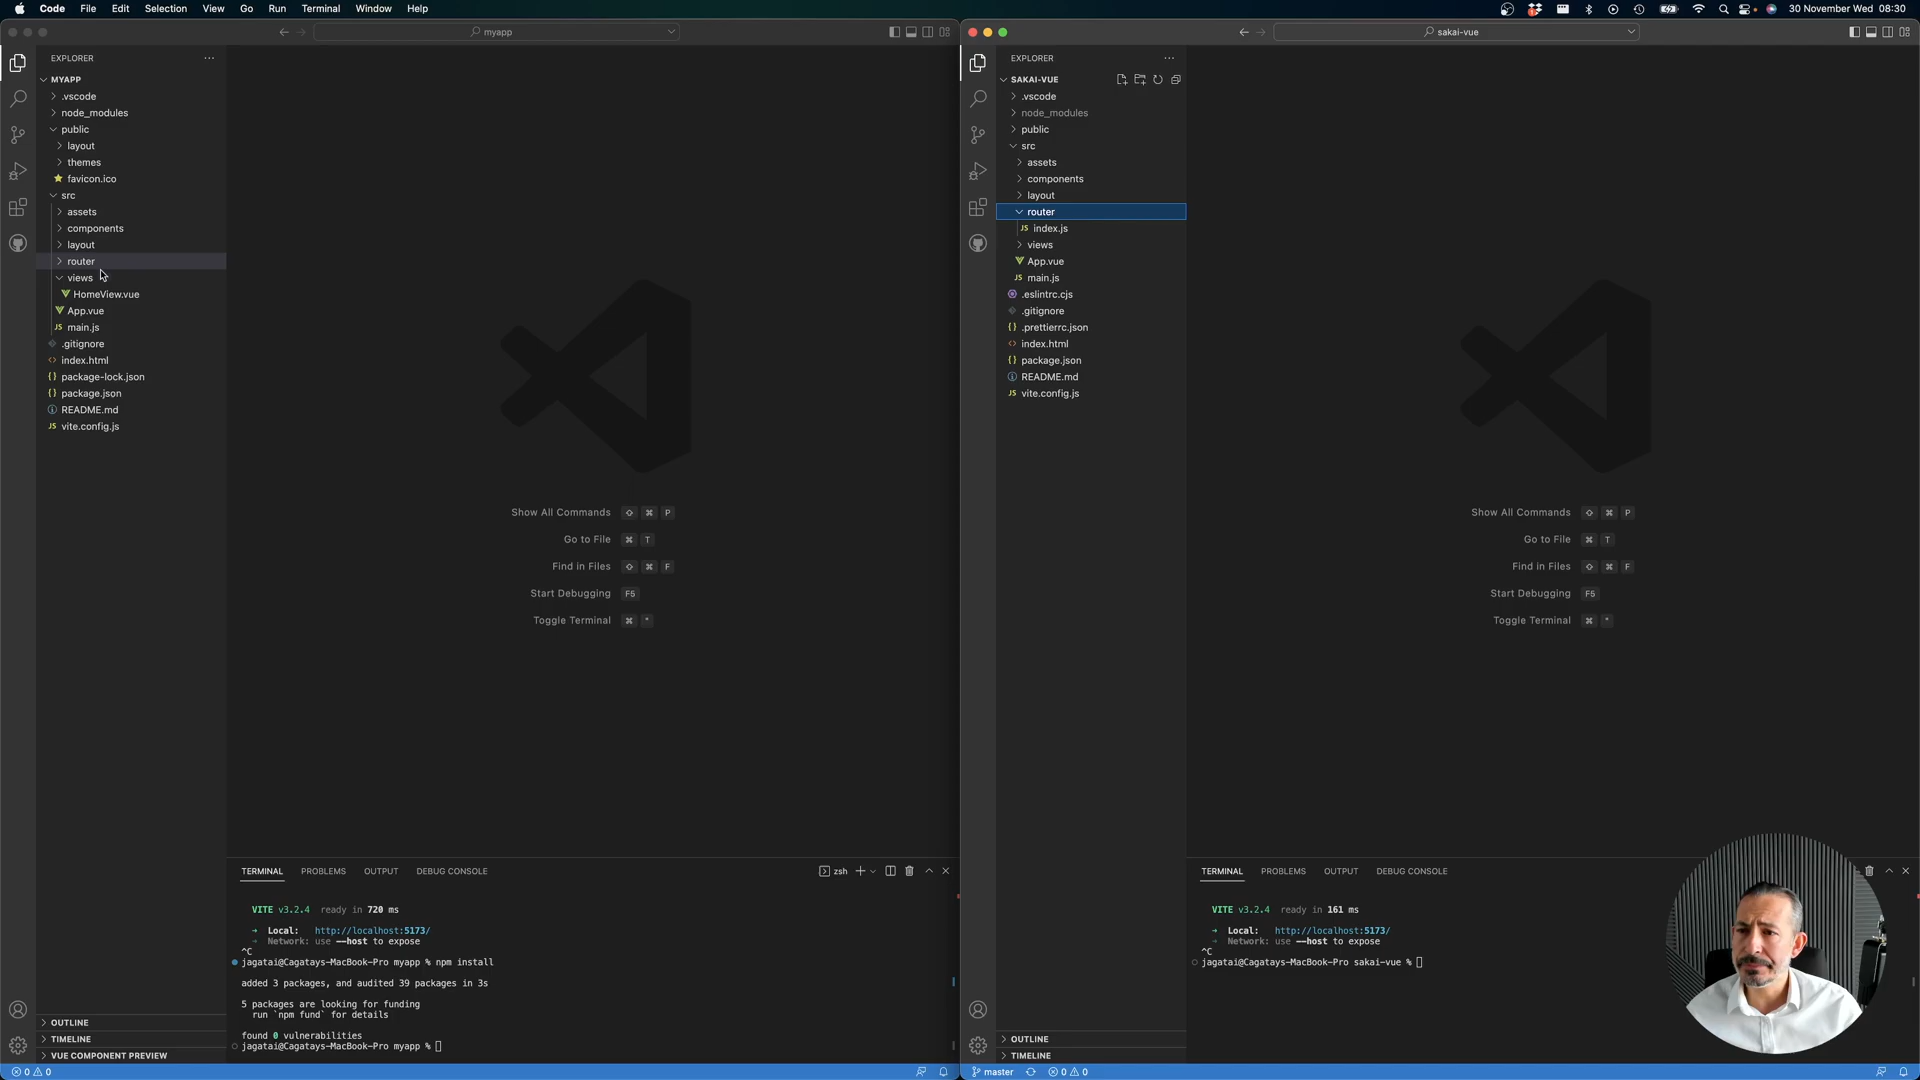 Code File Edit Selection View Go Run Terminal Window Help
30 November Wed 08:30
myapp
EXPLORER
MYAPP
.vscode
node_modules
public
layout
themes
favicon.ico
src
assets
components
layout
router
views
HomeView.vue
App.vue
JS main.js
.gitignore
index.html
package-lock.json
package.json
README.md
JS vite.config.js
OUTLINE
TIMELINE
VUE COMPONENT PREVIEW
0 0
Show All Commands ⇧ ⌘ P
Go to File ⌘ T
Find in Files ⇧ ⌘ F
Start Debugging F5
Toggle Terminal ⌘ "
TERMINAL PROBLEMS OUTPUT DEBUG CONSOLE
zsh
VITE v3.2.4 ready in 720 ms
➜ Local: http://localhost:5173/
➜ Network: use --host to expose
^C
jagatai@Cagatays-MacBook-Pro myapp % npm install
added 3 packages, and audited 39 packages in 3s
5 packages are looking for funding
run `npm fund` for details
found 0 vulnerabilities
jagatai@Cagatays-MacBook-Pro myapp %
sakai-vue
EXPLORER
SAKAI-VUE
.vscode
node_modules
public
src
assets
components
layout
router
JS index.js
views
App.vue
JS main.js
.eslintrc.cjs
.gitignore
.prettierrc.json
index.html
package.json
README.md
JS vite.config.js
OUTLINE
TIMELINE
master 0 0
Show All Commands ⇧ ⌘ P
Go to File ⌘ T
Find in Files ⇧ ⌘ F
Start Debugging F5
Toggle Terminal ⌘ "
TERMINAL PROBLEMS OUTPUT DEBUG CONSOLE
VITE v3.2.4 ready in 161 ms
➜ Local: http://localhost:5173/
➜ Network: use --host to expose
^C
jagatai@Cagatays-MacBook-Pro sakai-vue %